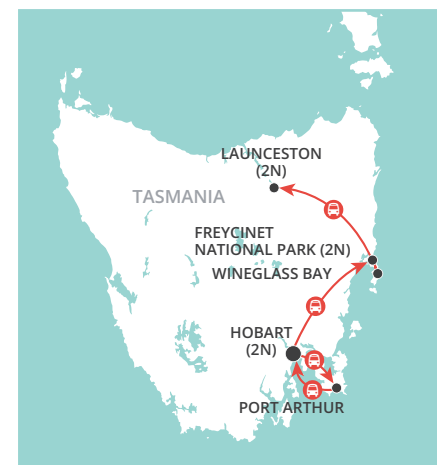 LAUNCESTON
(2N)
TASMANIA
FREYCINET
NATIONAL PARK (2N)
WINEGLASS BAY
HOBART
(2N)
PORT ARTHUR